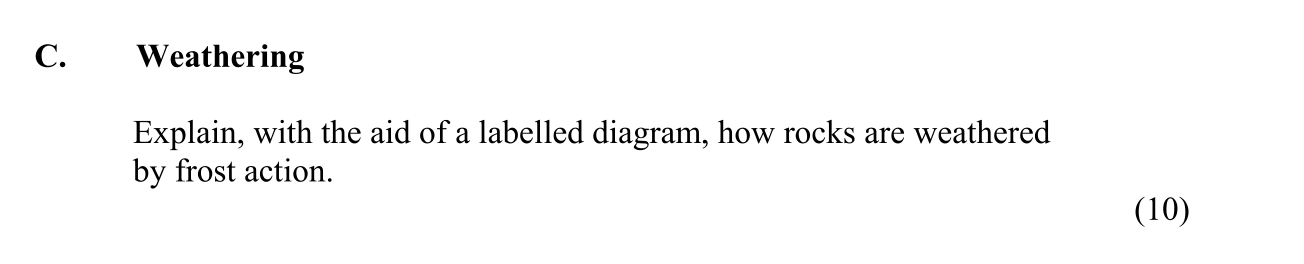 C. Weathering
Explain, with the aid of a labelled diagram, how rocks are weathered
by frost action.
(10)